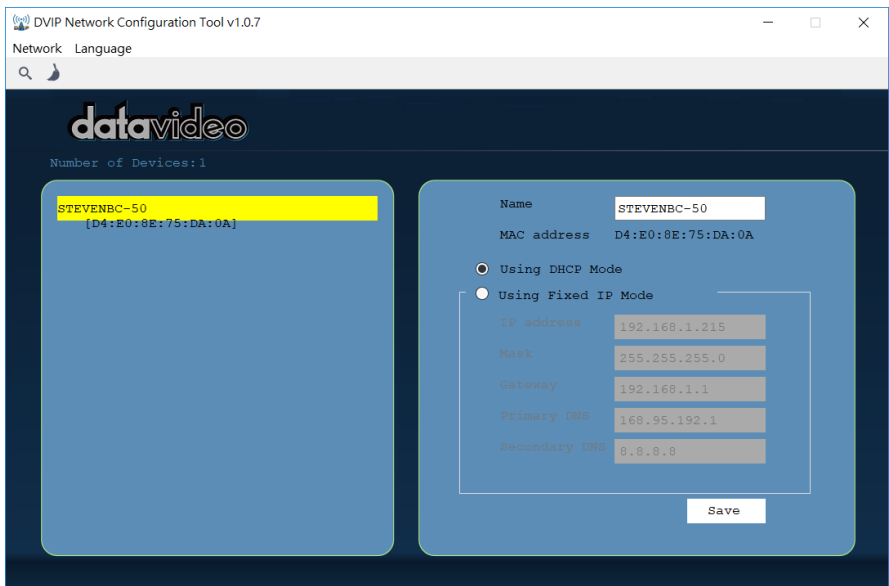 DVIP Network Configuration Tool v1.0.7
Network Language
datavideo
Number of Devices:1
STEVENBC-50
[D4:E0:8E:75:DA:0A]
Name STEVENBC-50
MAC address D4:E0:8E:75:DA:0A
Using DHCP Mode
Using Fixed IP Mode
IP address 192.168.1.215
Mask 255.255.255.0
Gateway 192.168.1.1
Primary DNS 168.95.192.1
Secondary DNS 8.8.8.8
Save